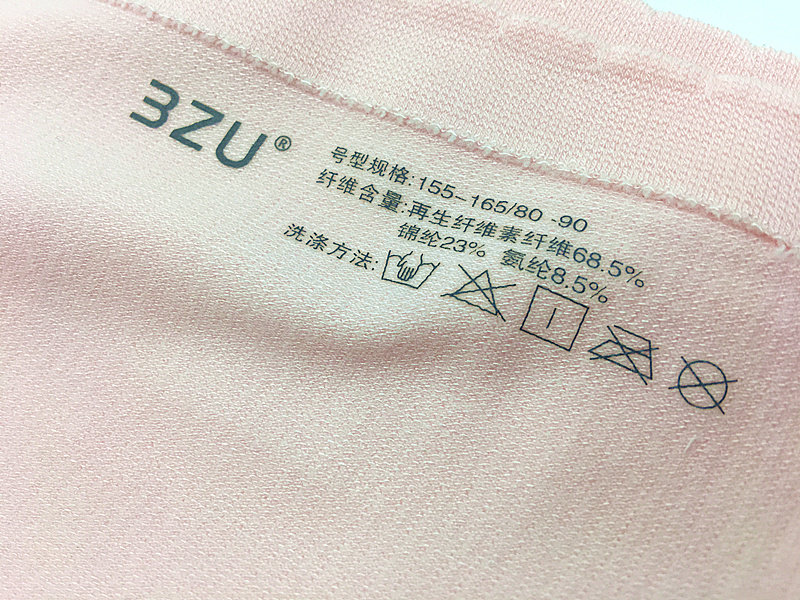 3ZU®
号型规格:155-165/80 -90
纤维含量:再生纤维素纤维68.5%
锦纶23% 氨纶8.5%
洗涤方法: